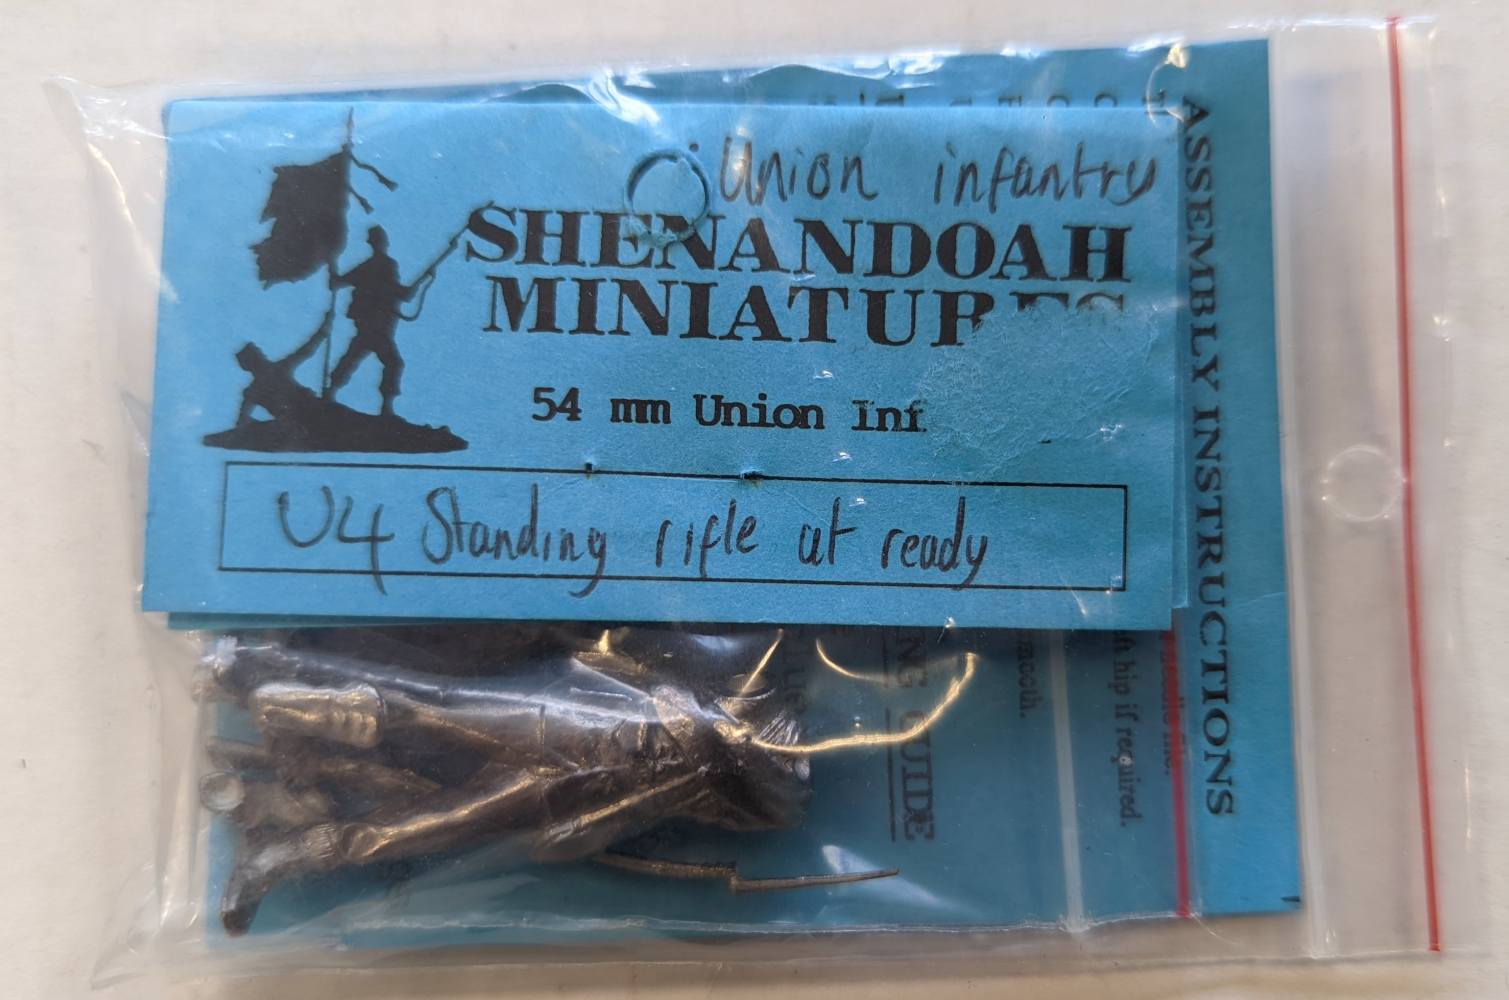 Union infantry
SHENANDOAH
MINIATURES
54 mm Union Inf
U4 Standing rifle at ready
ASSEMBLY INSTRUCTIONS
hip if required.
smooth.
GUIDE